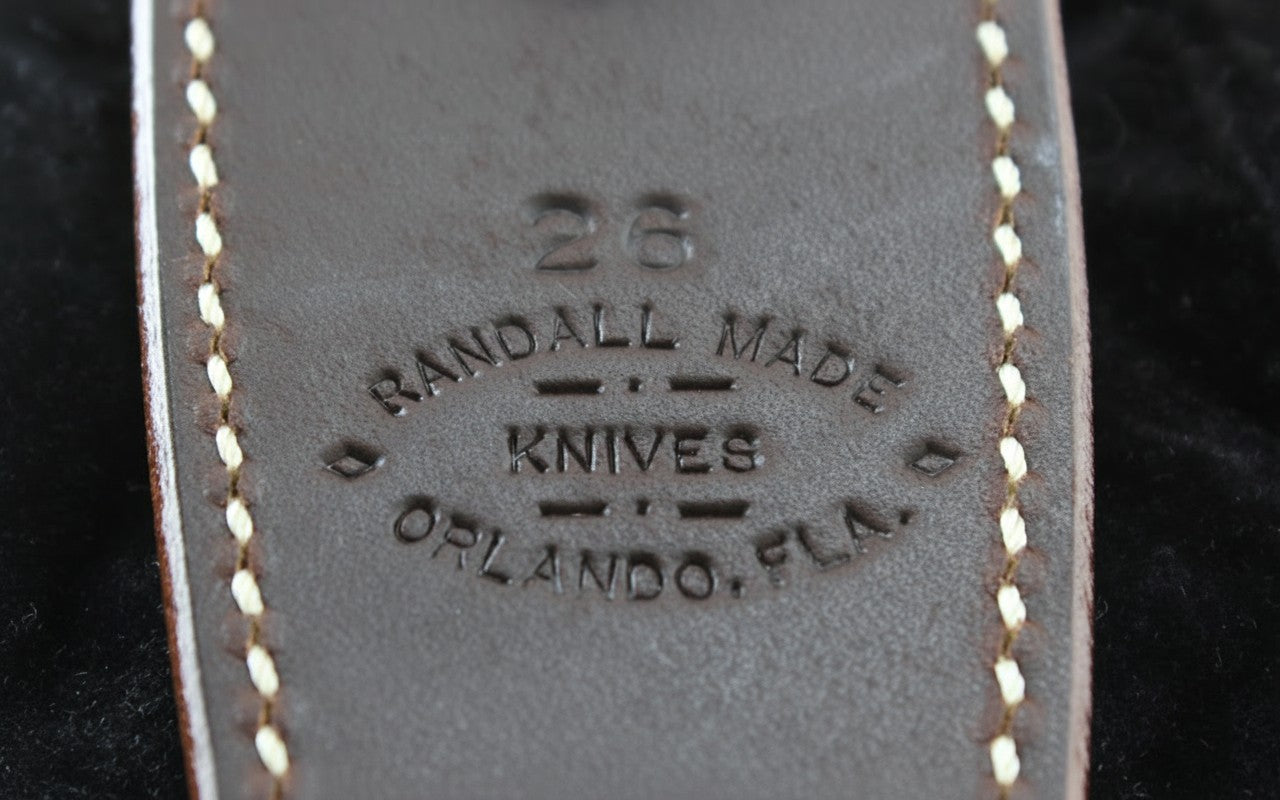 26
RANDALL MADE
KNIVES
ORLANDO, FLA.